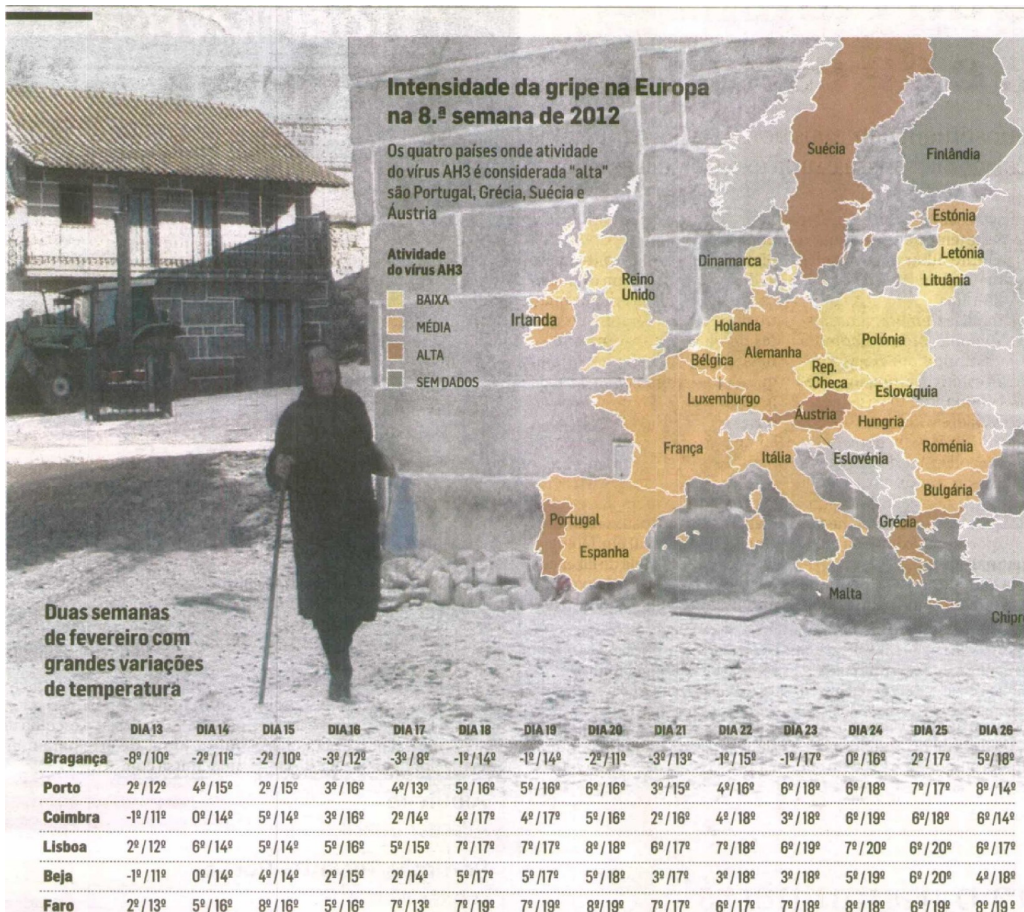 Intensidade da gripe na Europa
na 8.ª semana de 2012
Os quatro países onde atividade
do vírus AH3 é considerada "alta"
são Portugal, Grécia, Suécia e
Áustria
Atividade
do vírus AH3
BAIXA
MÉDIA
ALTA
SEM DADOS
Suécia
Finlândia
Estónia
Letónia
Lituânia
Dinamarca
Reino
Unido
Irlanda
Holanda
Bélgica
Alemanha
Polónia
Rep.
Checa
Luxemburgo
Eslováquia
Áustria
Hungria
França
Itália
Eslovénia
Roménia
Bulgária
Grécia
Portugal
Espanha
Malta
Chipr
Duas semanas
de fevereiro com
grandes variações
de temperatura
DIA 13 DIA 14 DIA 15 DIA 16 DIA 17 DIA 18 DIA 19 DIA 20 DIA 21 DIA 22 DIA 23 DIA 24 DIA 25 DIA 26
Bragança -8º/10º -2º/11º -2º/10º -3º/12º -3º/8º -1º/14º -1º/14º -2º/11º -3º/13º -1º/15º -1º/17º 0º/16º 2º/17º 5º/18º
Porto 2º/12º 4º/15º 2º/15º 3º/16º 4º/13º 5º/16º 5º/16º 6º/16º 3º/15º 4º/16º 6º/18º 6º/18º 7º/17º 8º/14º
Coimbra -1º/11º 0º/14º 5º/14º 3º/16º 2º/14º 4º/17º 4º/17º 5º/16º 2º/16º 4º/18º 3º/18º 6º/19º 6º/18º 6º/14º
Lisboa 2º/12º 6º/14º 5º/14º 5º/16º 5º/15º 7º/17º 7º/17º 8º/18º 6º/17º 7º/18º 6º/19º 7º/20º 6º/20º 6º/17º
Beja -1º/11º 0º/14º 4º/14º 2º/15º 2º/14º 5º/17º 5º/17º 5º/18º 3º/17º 3º/18º 3º/18º 5º/19º 6º/20º 4º/18º
Faro 2º/13º 5º/16º 8º/16º 5º/16º 7º/13º 7º/19º 7º/19º 8º/19º 7º/17º 6º/17º 7º/18º 8º/18º 6º/19º 8º/19º